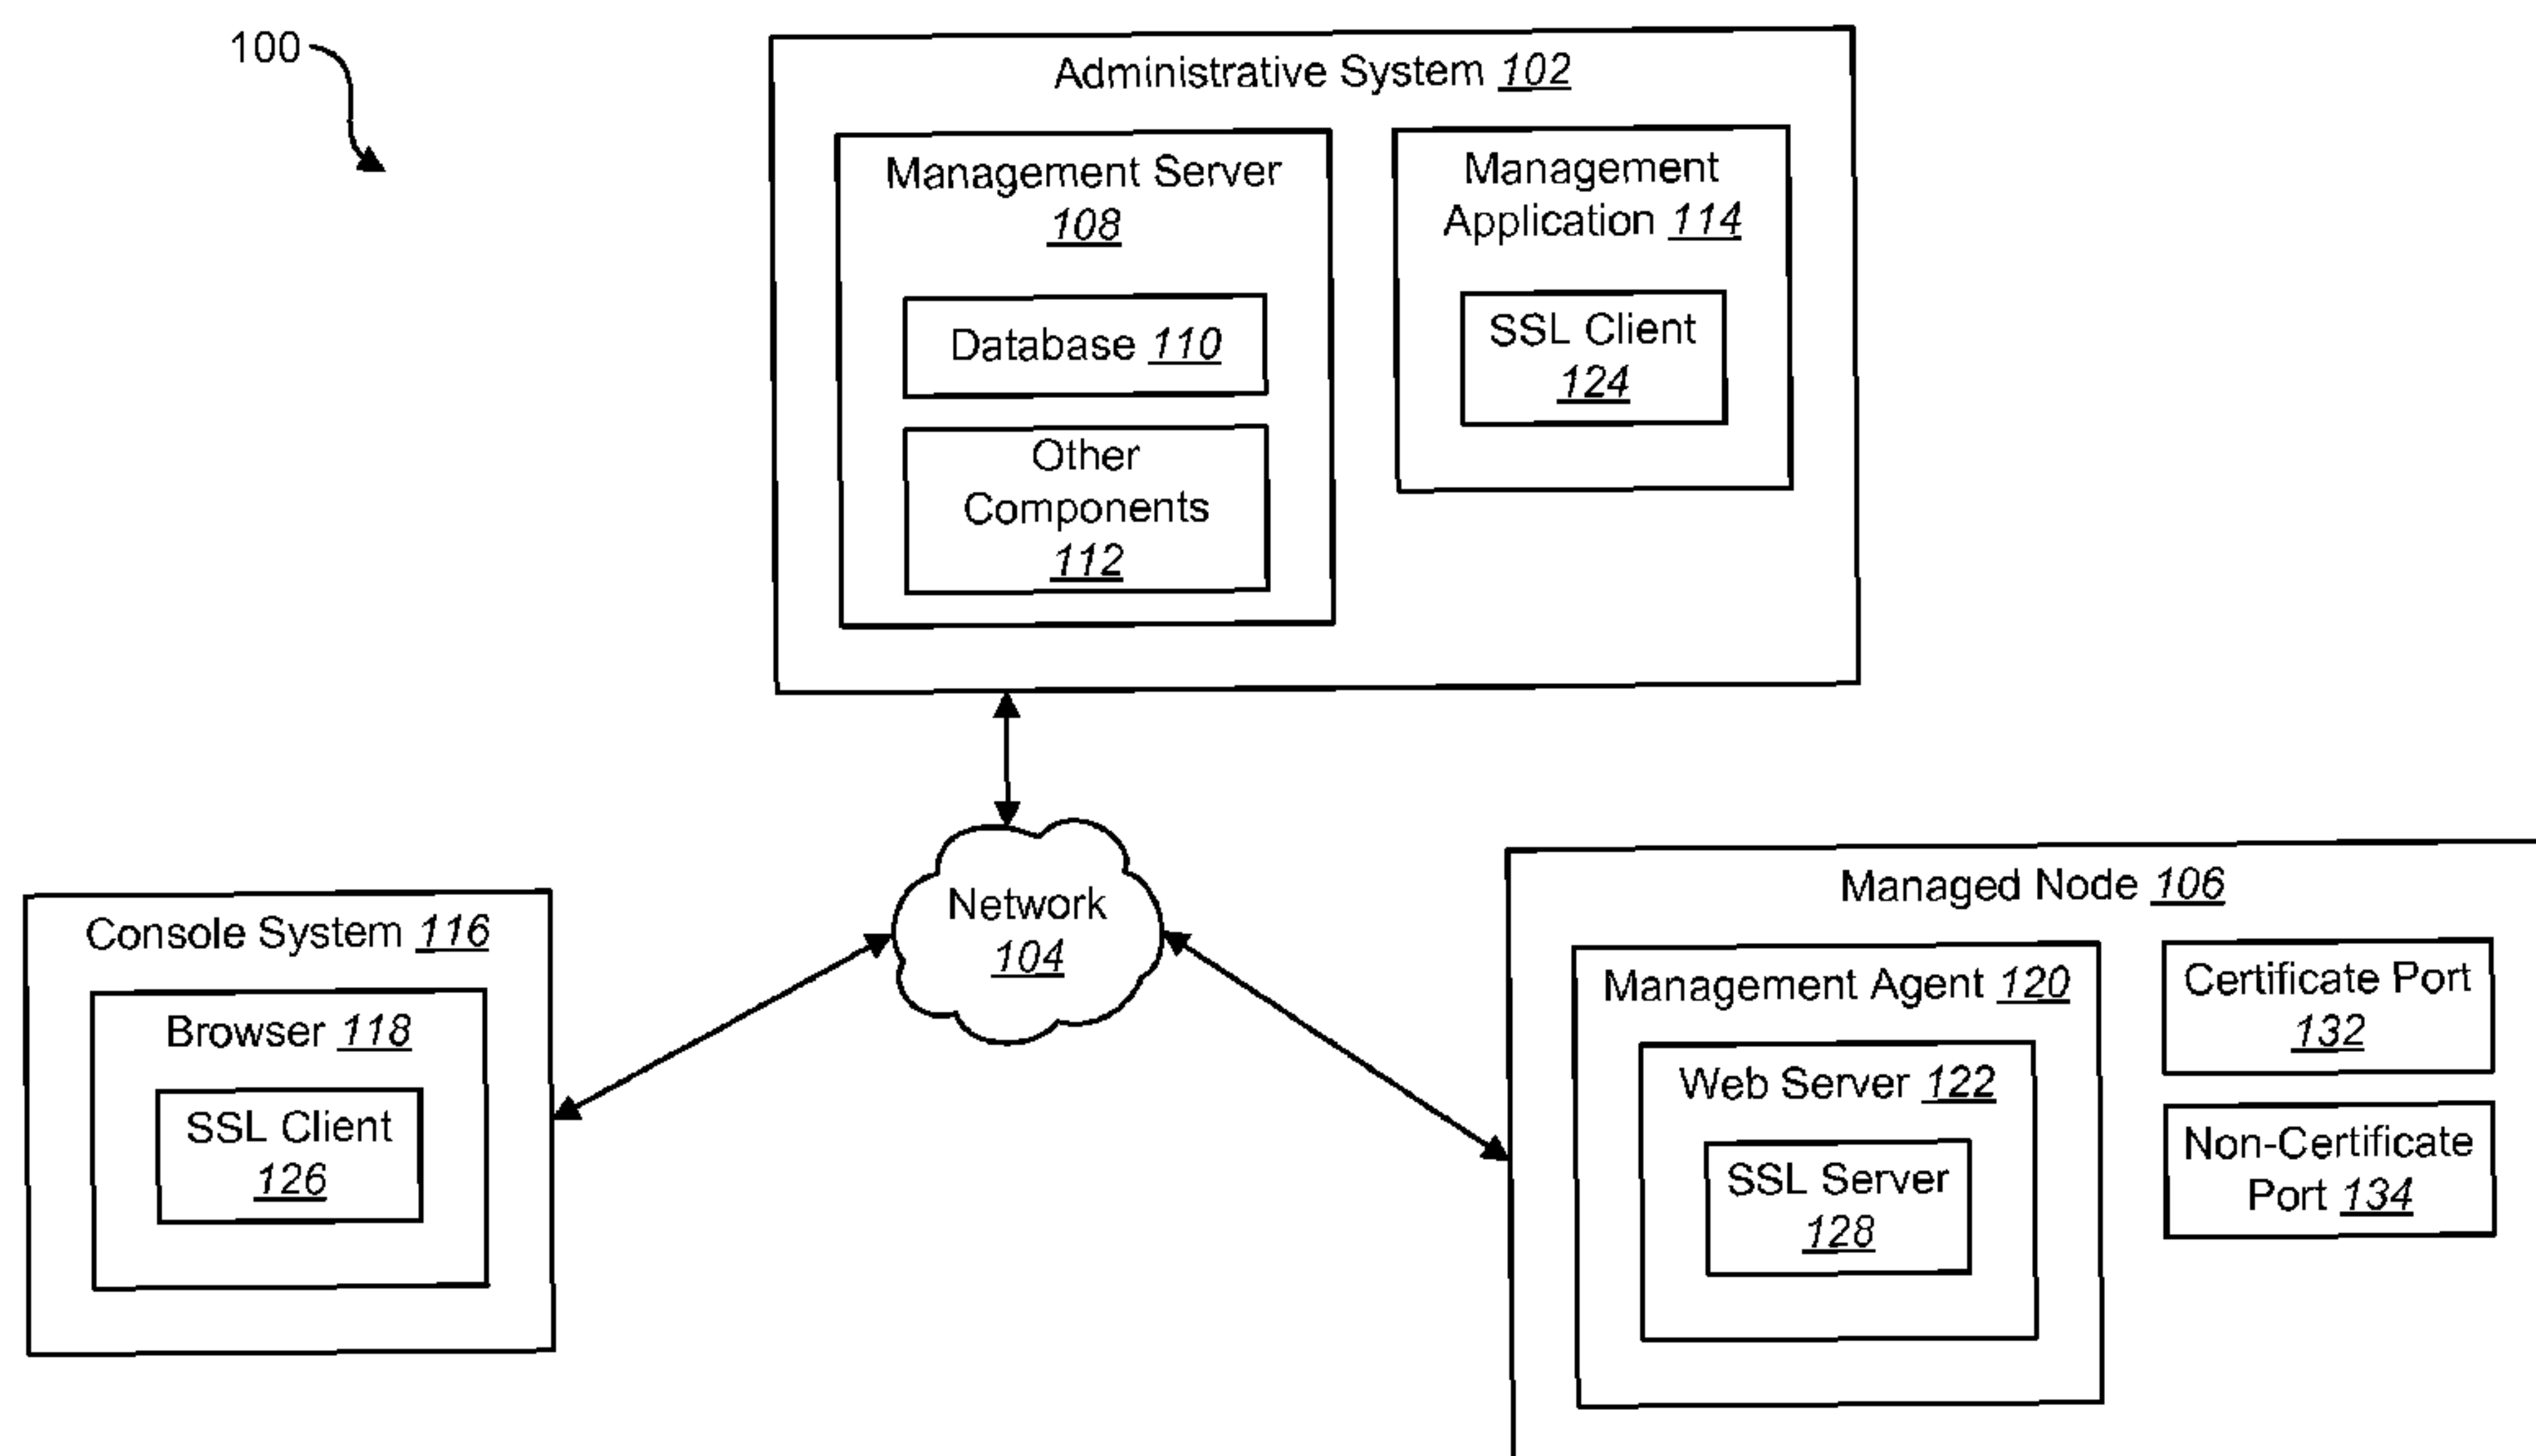 100
Administrative System 102
Management Server
108
Database 110
Other
Components
112
Management
Application 114
SSL Client
124
Network
104
Console System 116
Browser 118
SSL Client
126
Managed Node 106
Management Agent 120
Web Server 122
SSL Server
128
Certificate Port
132
Non-Certificate
Port 134